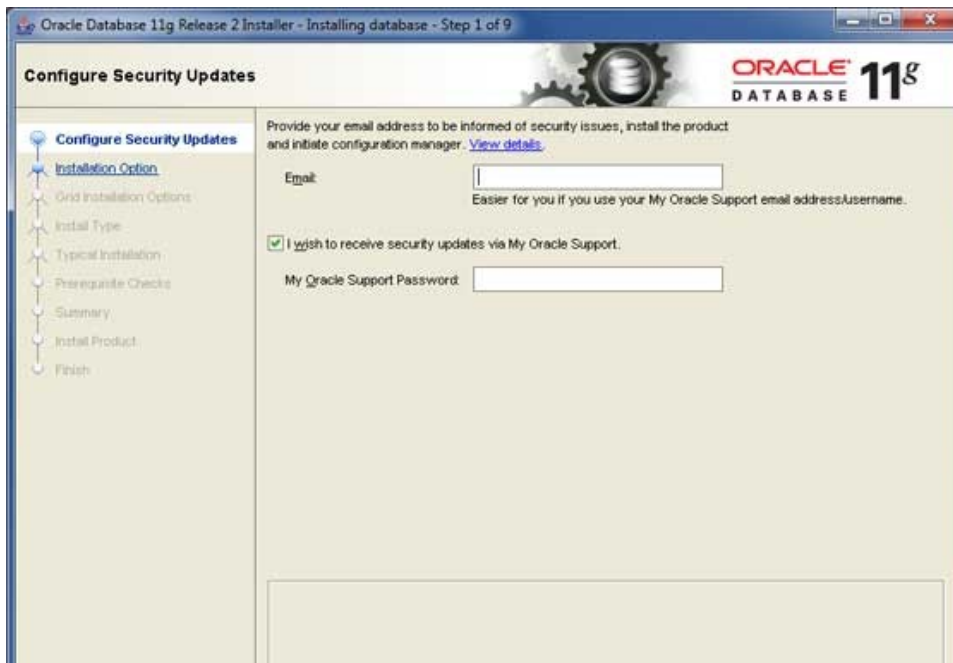 Oracle Database 11g Release 2 Installer - Installing database - Step 1 of 9
Configure Security Updates
ORACLE DATABASE 11g
Configure Security Updates
Installation Option
Grid Installation Options
Install Type
Typical Installation
Prerequisite Checks
Summary
Install Product
Finish
Provide your email address to be informed of security issues, install the product
and initiate configuration manager. View details.
Email:
Easier for you if you use your My Oracle Support email address/username.
I wish to receive security updates via My Oracle Support.
My Oracle Support Password: